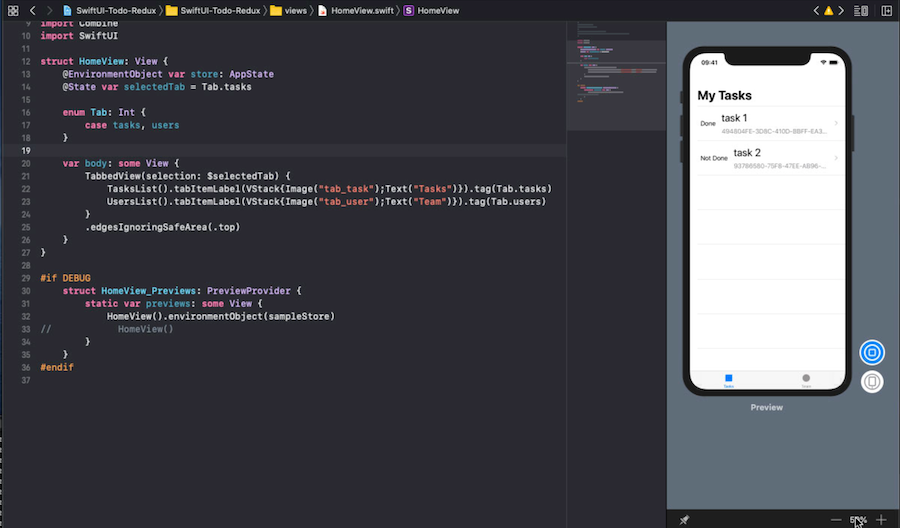 SwiftUI-Todo-Redux SwiftUI-Todo-Redux views HomeView.swift S HomeView
9 import Combine
10 import SwiftUI
11
12 struct HomeView: View {
13 @EnvironmentObject var store: AppState
14 @State var selectedTab = Tab.tasks
15
16 enum Tab: Int {
17 case tasks, users
18 }
19
20 var body: some View {
21 TabbedView(selection: $selectedTab) {
22 TasksList().tabItemLabel(VStack{Image("tab_task");Text("Tasks")}).tag(Tab.tasks)
23 UsersList().tabItemLabel(VStack{Image("tab_user");Text("Team")}).tag(Tab.users)
24 }
25 .edgesIgnoringSafeArea(.top)
26 }
27 }
28
29 #if DEBUG
30 struct HomeView_Previews: PreviewProvider {
31 static var previews: some View {
32 HomeView().environmentObject(sampleStore)
33 // HomeView()
34 }
35 }
36 #endif
37
09:41
My Tasks
Done task 1
494804FE-3D8C-410D-8BFF-EA3...
Not Done task 2
93786580-75F8-47EE-AB96-...
Tasks Team
Preview